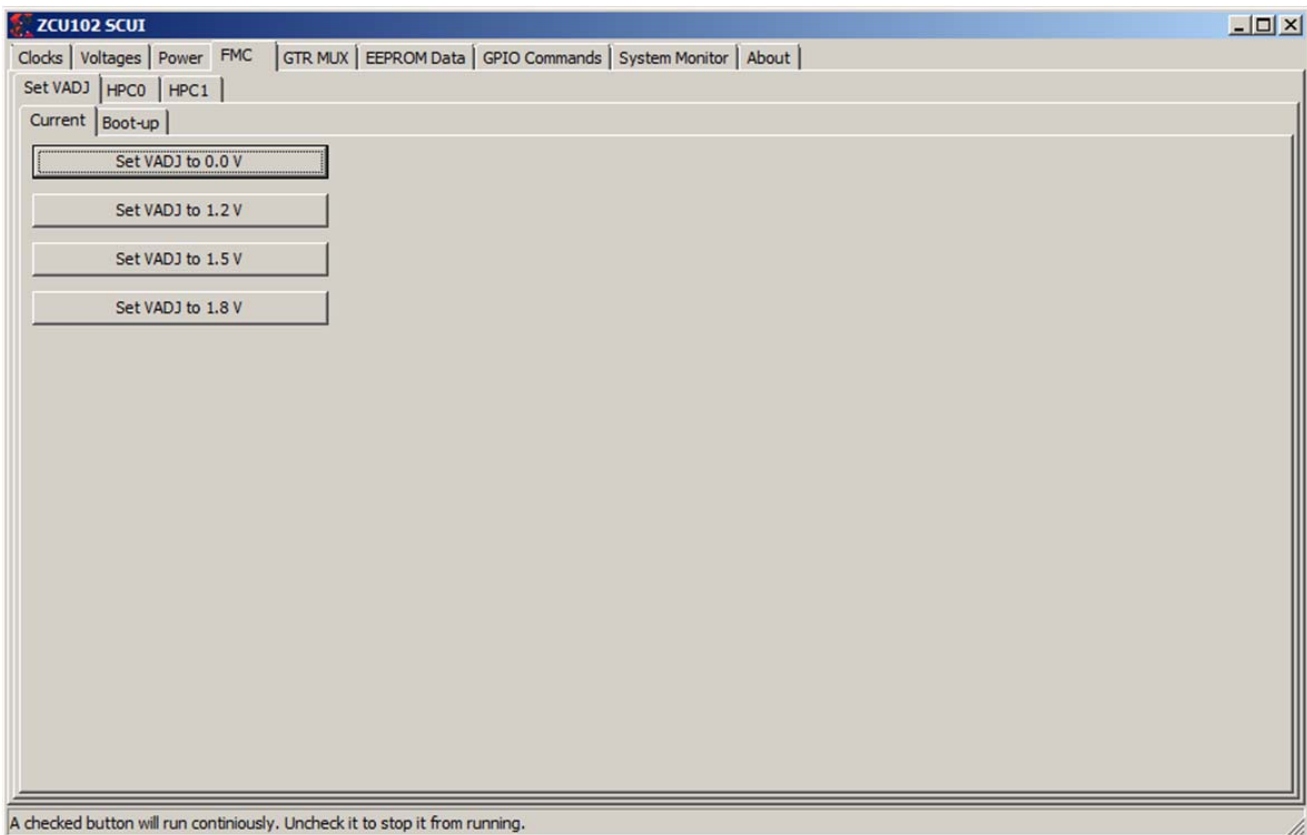 ZCU102 SCUI
Clocks Voltages Power FMC GTR MUX EEPROM Data GPIO Commands System Monitor About
Set VADJ HPC0 HPC1
Current Boot-up
Set VADJ to 0.0 V
Set VADJ to 1.2 V
Set VADJ to 1.5 V
Set VADJ to 1.8 V
A checked button will run continiously. Uncheck it to stop it from running.